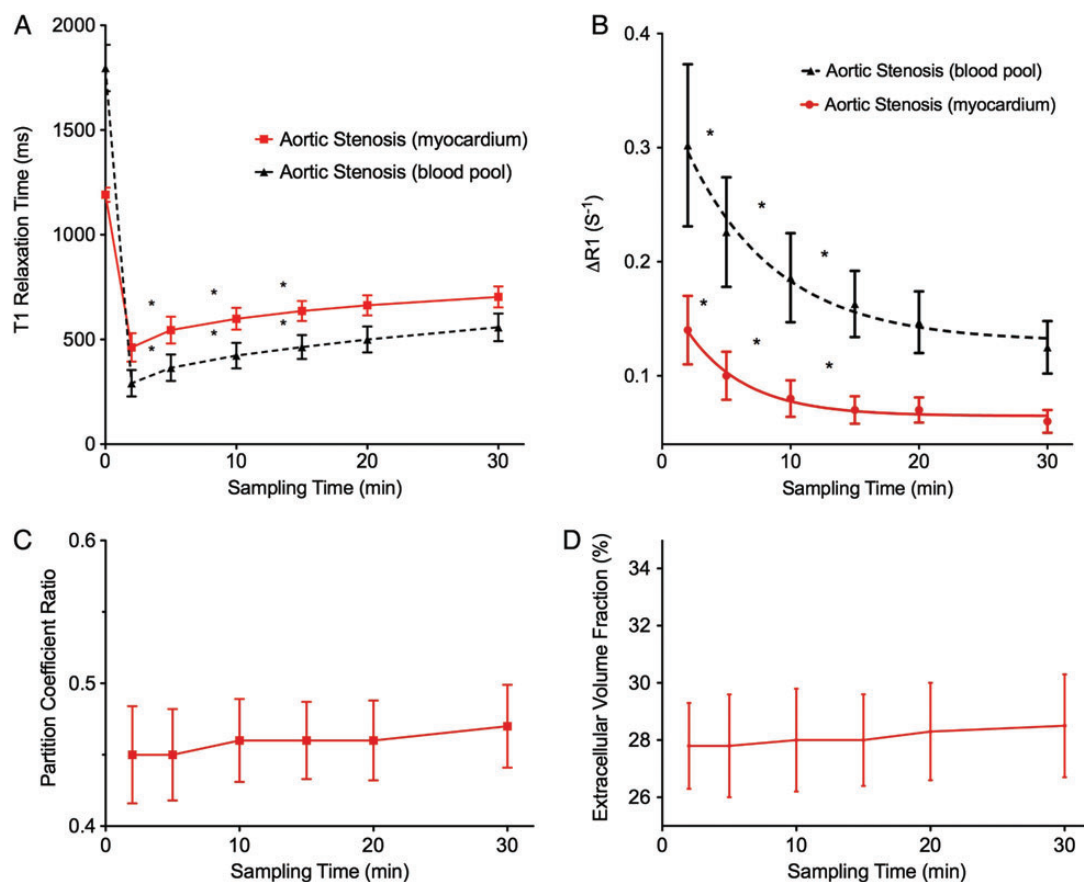 A
T1 Relaxation Time (ms)
2000
1500
1000
500
0
Aortic Stenosis (myocardium)
Aortic Stenosis (blood pool)
* * *
* * *
0 10 20 30
Sampling Time (min)
B
ΔR1 (S⁻¹)
0.4
0.3
0.2
0.1
Aortic Stenosis (blood pool)
Aortic Stenosis (myocardium)
* * *
* * *
0 10 20 30
Sampling Time (min)
C
Partition Coefficient Ratio
0.6
0.5
0.4
0 10 20 30
Sampling Time (min)
D
Extracellular Volume Fraction (%)
34
32
30
28
26
0 10 20 30
Sampling Time (min)